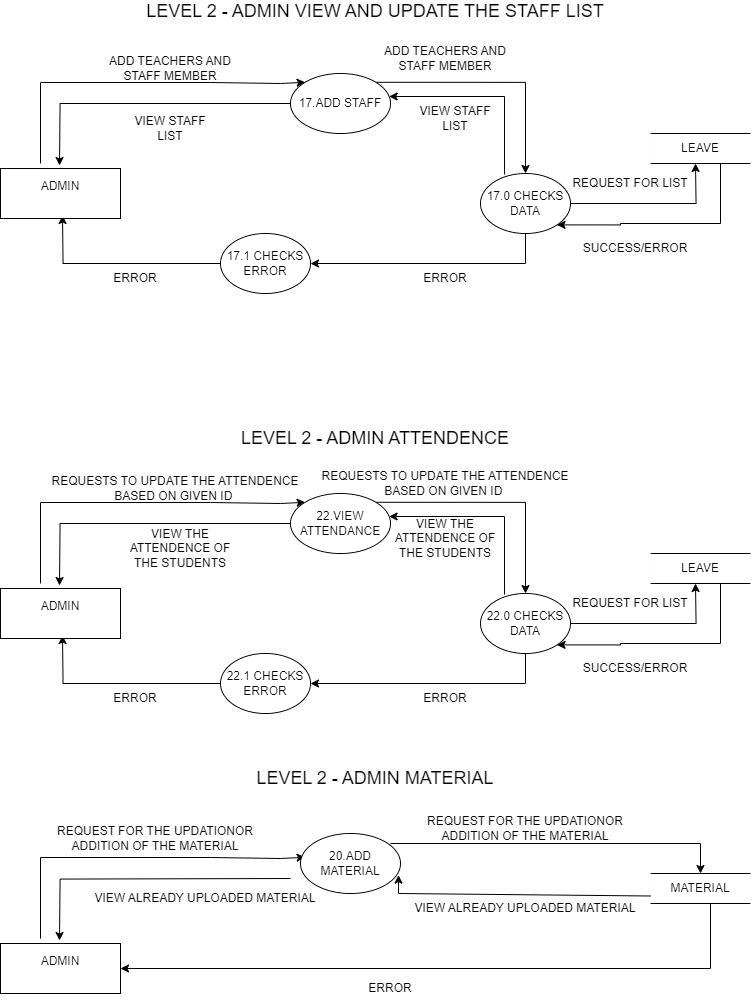 LEVEL 2 - ADMIN VIEW AND UPDATE THE STAFF LIST
ADD TEACHERS AND
STAFF MEMBER
ADD TEACHERS AND
STAFF MEMBER
17.ADD STAFF
VIEW STAFF
LIST
VIEW STAFF
LIST
LEAVE
ADMIN
REQUEST FOR LIST
17.0 CHECKS
DATA
SUCCESS/ERROR
17.1 CHECKS
ERROR
ERROR
ERROR
LEVEL 2 - ADMIN ATTENDENCE
REQUESTS TO UPDATE THE ATTENDENCE
BASED ON GIVEN ID
REQUESTS TO UPDATE THE ATTENDENCE
BASED ON GIVEN ID
22.VIEW
ATTENDANCE
VIEW THE
ATTENDENCE OF
THE STUDENTS
VIEW THE
ATTENDENCE OF
THE STUDENTS
LEAVE
ADMIN
REQUEST FOR LIST
22.0 CHECKS
DATA
SUCCESS/ERROR
22.1 CHECKS
ERROR
ERROR
ERROR
LEVEL 2 - ADMIN MATERIAL
REQUEST FOR THE UPDATIONOR
ADDITION OF THE MATERIAL
REQUEST FOR THE UPDATIONOR
ADDITION OF THE MATERIAL
20.ADD
MATERIAL
MATERIAL
VIEW ALREADY UPLOADED MATERIAL
VIEW ALREADY UPLOADED MATERIAL
ADMIN
ERROR